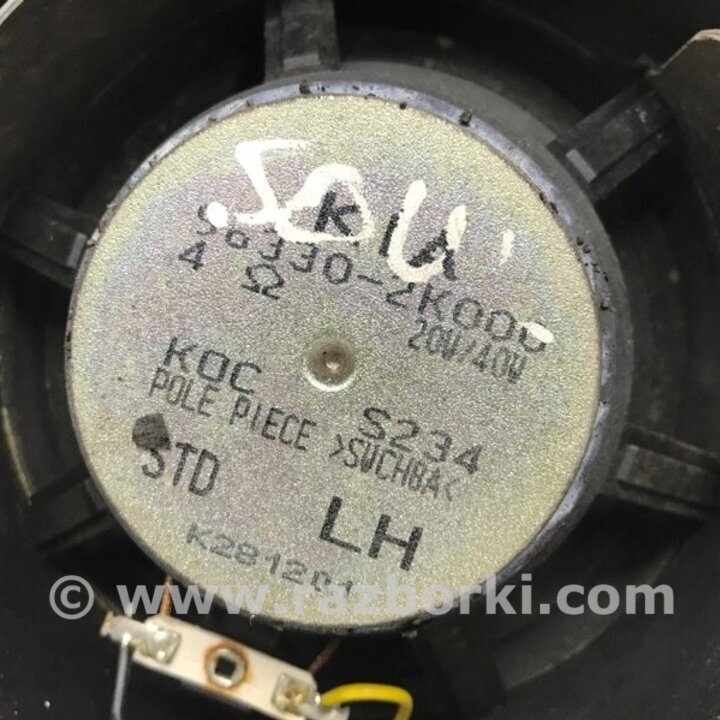 SOUL
KIA
96330-2K000
4 Ω
20W/40W
KOC S234
POLE PIECE >SWCH8A<
STD
LH
K281201
© www.razborki.com